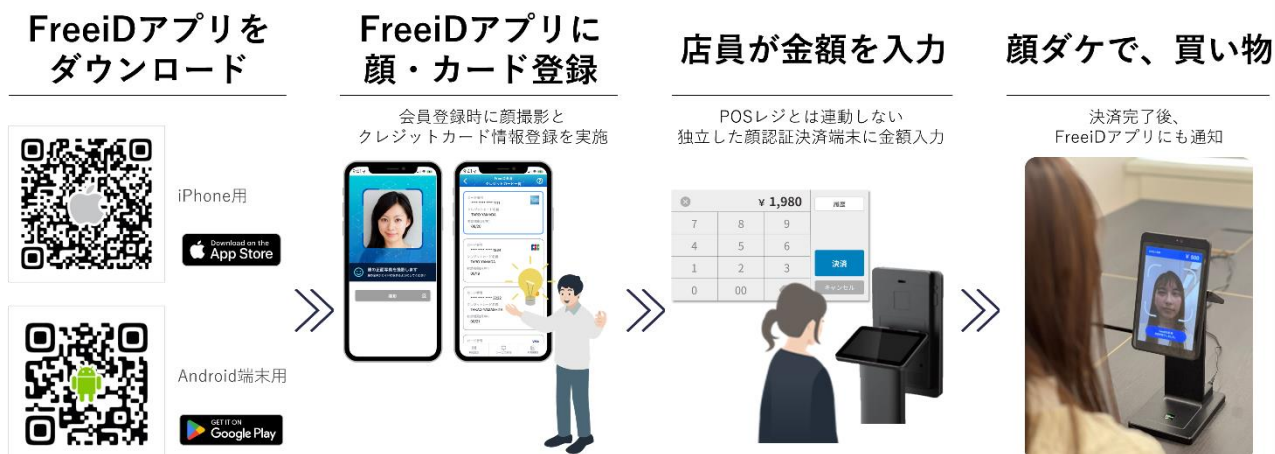 FreeiDアプリを
ダウンロード
iPhone用
Download on the
App Store
Android端末用
GET IT ON
Google Play
FreeiDアプリに
顔・カード登録
会員登録時に顔撮影と
クレジットカード情報登録を実施
店員が金額を入力
POSレジとは連動しない
独立した顔認証決済端末に金額入力
¥ 1,980
履歴
7 8 9
4 5 6
1 2 3
決済
0 00
キャンセル
顔ダケで、買い物
決済完了後、
FreeiDアプリにも通知